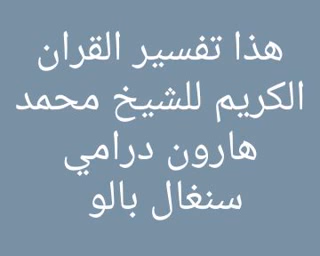 هذا تفسير القران
الكريم للشيخ محمد
هارون درامي
سنغال بالو